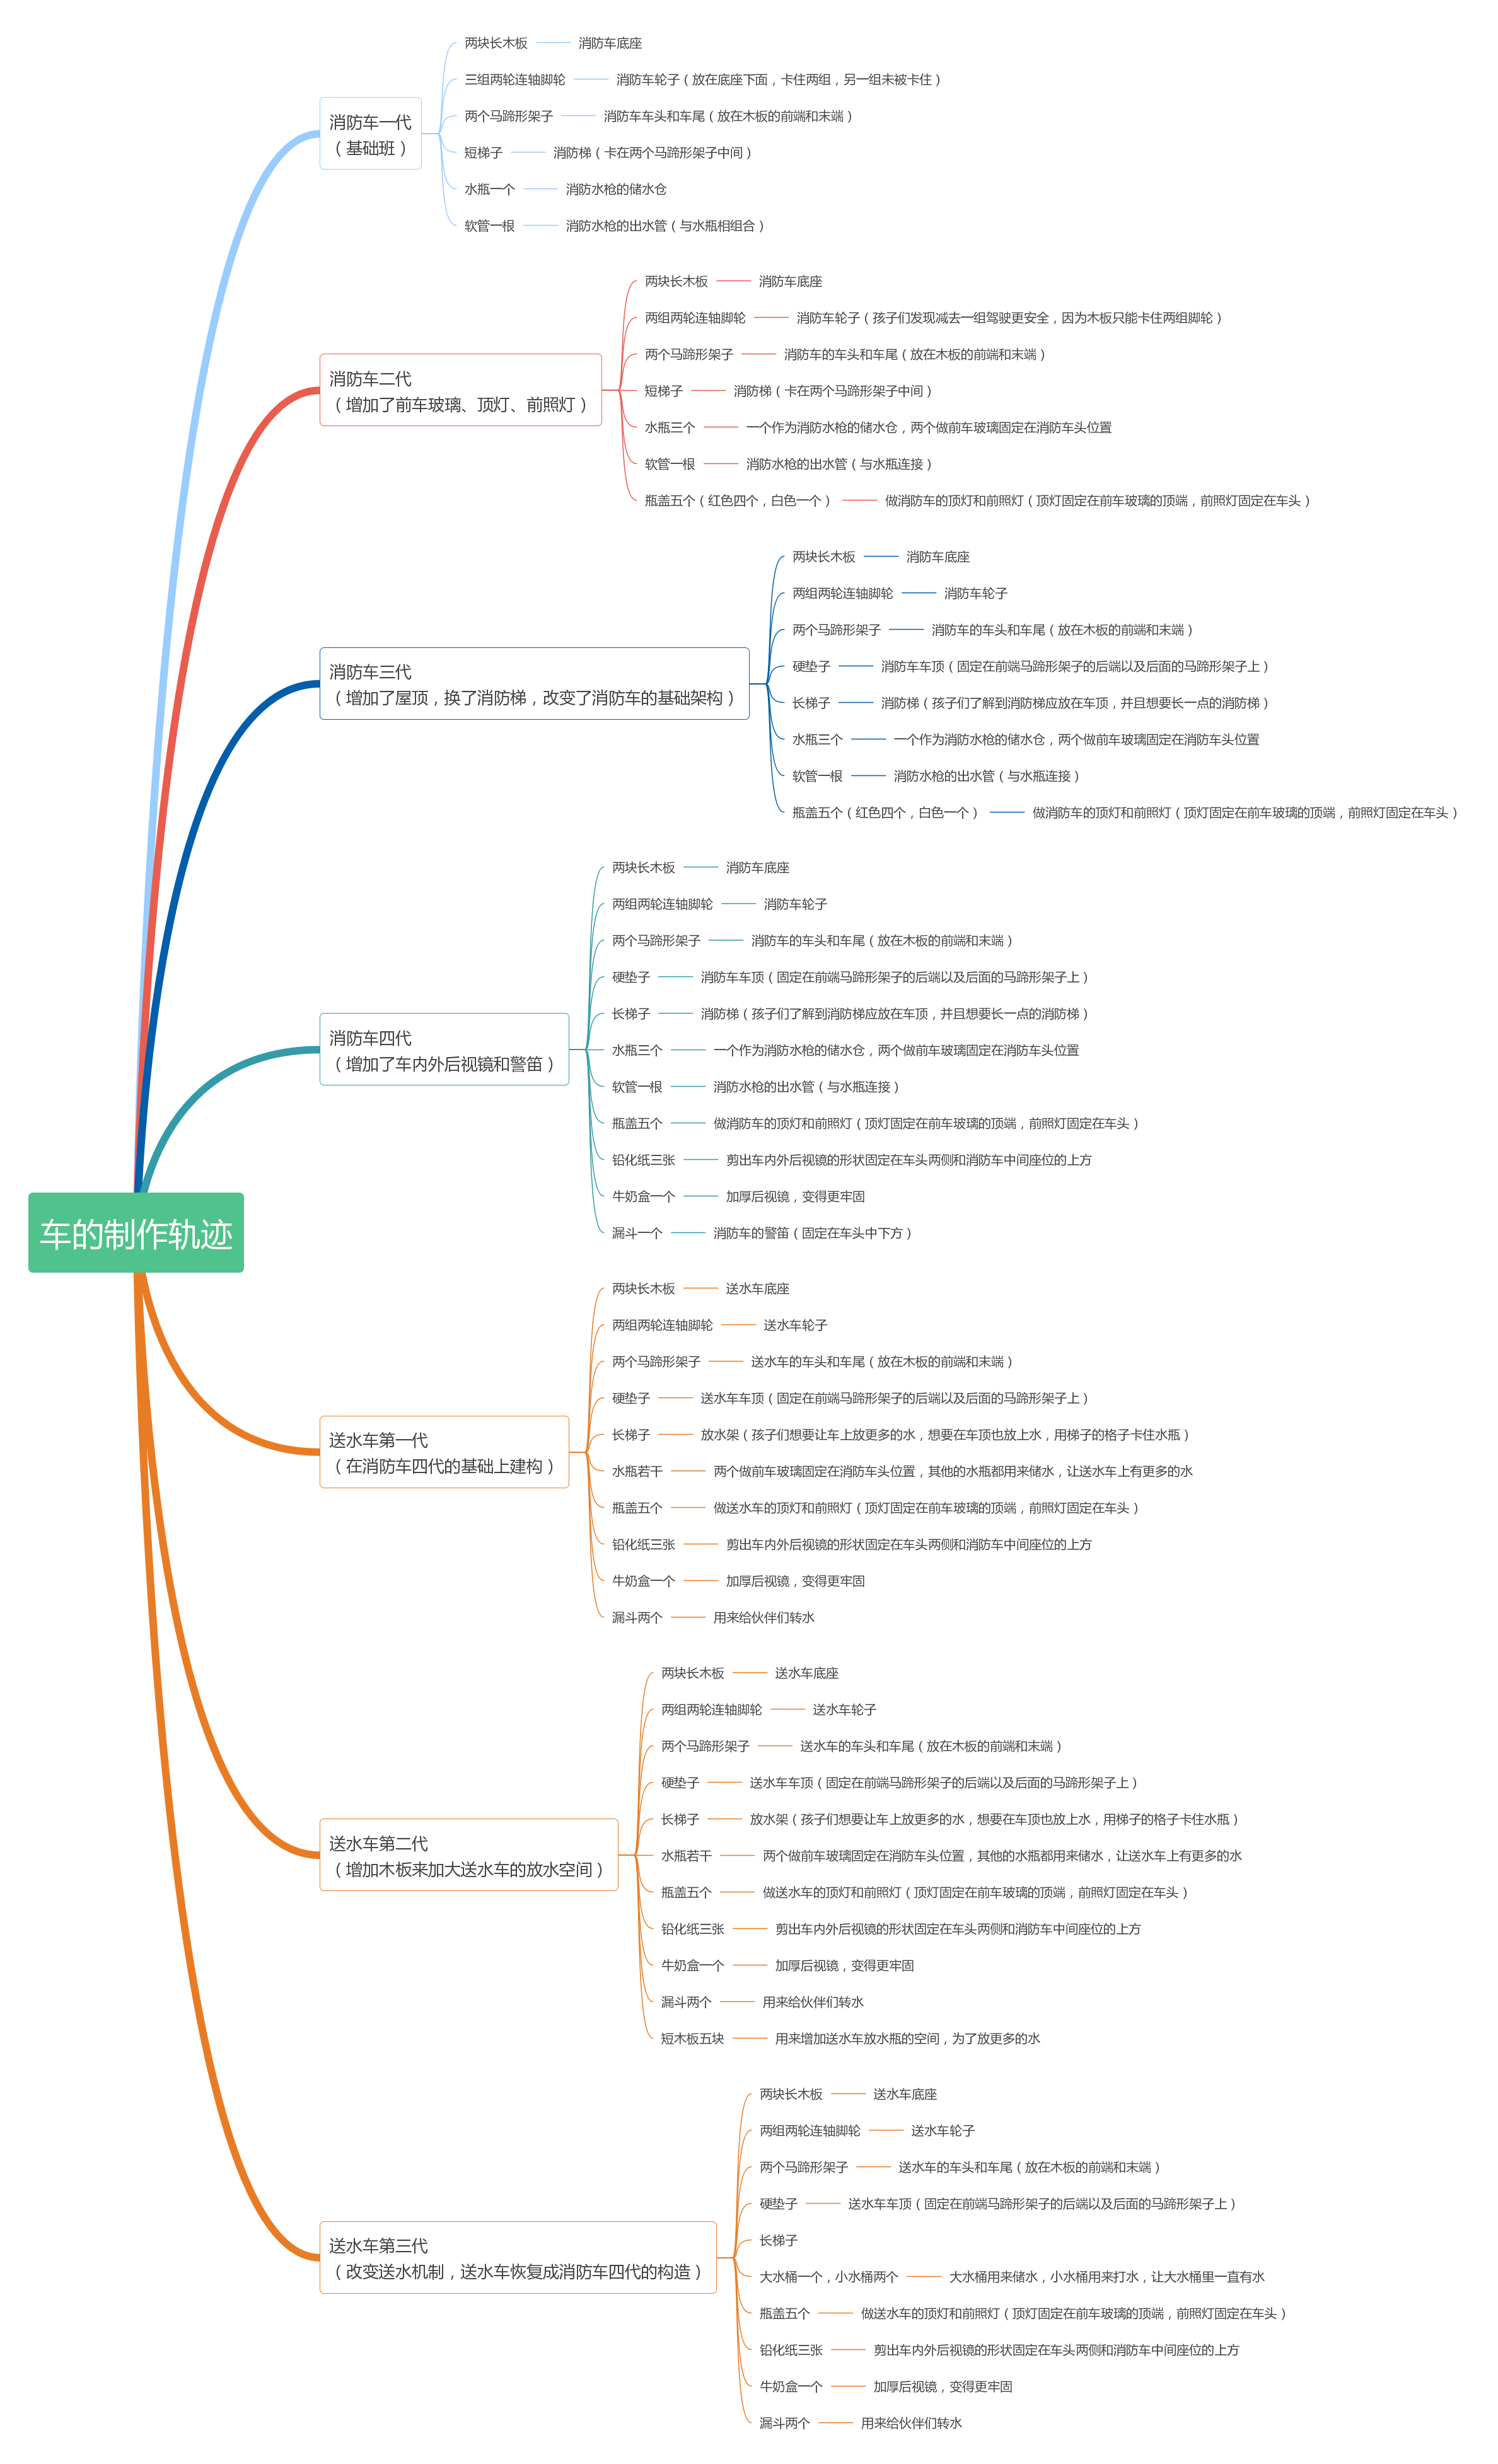 车的制作轨迹
消防车一代
（基础班）
两块长木板 消防车底座
三组两轮连轴脚轮 消防车轮子（放在底座下面，卡住两组，另一组未被卡住）
两个马蹄形架子 消防车车头和车尾（放在木板的前端和末端）
短梯子 消防梯（卡在两个马蹄形架子中间）
水瓶一个 消防水枪的储水仓
软管一根 消防水枪的出水管（与水瓶相组合）
消防车二代
（增加了前车玻璃、顶灯、前照灯）
两块长木板 消防车底座
两组两轮连轴脚轮 消防车轮子（孩子们发现减去一组驾驶更安全，因为木板只能卡住两组脚轮）
两个马蹄形架子 消防车的车头和车尾（放在木板的前端和末端）
短梯子 消防梯（卡在两个马蹄形架子中间）
水瓶三个 一个作为消防水枪的储水仓，两个做前车玻璃固定在消防车头位置
软管一根 消防水枪的出水管（与水瓶连接）
瓶盖五个（红色四个，白色一个） 做消防车的顶灯和前照灯（顶灯固定在前车玻璃的顶端，前照灯固定在车头）
消防车三代
（增加了屋顶，换了消防梯，改变了消防车的基础架构）
两块长木板 消防车底座
两组两轮连轴脚轮 消防车轮子
两个马蹄形架子 消防车的车头和车尾（放在木板的前端和末端）
硬垫子 消防车车顶（固定在前端马蹄形架子的后端以及后面的马蹄形架子上）
长梯子 消防梯（孩子们了解到消防梯应放在车顶，并且想要长一点的消防梯）
水瓶三个 一个作为消防水枪的储水仓，两个做前车玻璃固定在消防车头位置
软管一根 消防水枪的出水管（与水瓶连接）
瓶盖五个（红色四个，白色一个） 做消防车的顶灯和前照灯（顶灯固定在前车玻璃的顶端，前照灯固定在车头）
消防车四代
（增加了车内外后视镜和警笛）
两块长木板 消防车底座
两组两轮连轴脚轮 消防车轮子
两个马蹄形架子 消防车的车头和车尾（放在木板的前端和末端）
硬垫子 消防车车顶（固定在前端马蹄形架子的后端以及后面的马蹄形架子上）
长梯子 消防梯（孩子们了解到消防梯应放在车顶，并且想要长一点的消防梯）
水瓶三个 一个作为消防水枪的储水仓，两个做前车玻璃固定在消防车头位置
软管一根 消防水枪的出水管（与水瓶连接）
瓶盖五个 做消防车的顶灯和前照灯（顶灯固定在前车玻璃的顶端，前照灯固定在车头）
铅化纸三张 剪出车内外后视镜的形状固定在车头两侧和消防车中间座位的上方
牛奶盒一个 加厚后视镜，变得更牢固
漏斗一个 消防车的警笛（固定在车头中下方）
送水车第一代
（在消防车四代的基础上建构）
两块长木板 送水车底座
两组两轮连轴脚轮 送水车轮子
两个马蹄形架子 送水车的车头和车尾（放在木板的前端和末端）
硬垫子 送水车车顶（固定在前端马蹄形架子的后端以及后面的马蹄形架子上）
长梯子 放水架（孩子们想要让车上放更多的水，想要在车顶也放上水，用梯子的格子卡住水瓶）
水瓶若干 两个做前车玻璃固定在消防车头位置，其他的水瓶都用来储水，让送水车上有更多的水
瓶盖五个 做送水车的顶灯和前照灯（顶灯固定在前车玻璃的顶端，前照灯固定在车头）
铅化纸三张 剪出车内外后视镜的形状固定在车头两侧和消防车中间座位的上方
牛奶盒一个 加厚后视镜，变得更牢固
漏斗两个 用来给伙伴们转水
送水车第二代
（增加木板来加大送水车的放水空间）
两块长木板 送水车底座
两组两轮连轴脚轮 送水车轮子
两个马蹄形架子 送水车的车头和车尾（放在木板的前端和末端）
硬垫子 送水车车顶（固定在前端马蹄形架子的后端以及后面的马蹄形架子上）
长梯子 放水架（孩子们想要让车上放更多的水，想要在车顶也放上水，用梯子的格子卡住水瓶）
水瓶若干 两个做前车玻璃固定在消防车头位置，其他的水瓶都用来储水，让送水车上有更多的水
瓶盖五个 做送水车的顶灯和前照灯（顶灯固定在前车玻璃的顶端，前照灯固定在车头）
铅化纸三张 剪出车内外后视镜的形状固定在车头两侧和消防车中间座位的上方
牛奶盒一个 加厚后视镜，变得更牢固
漏斗两个 用来给伙伴们转水
短木板五块 用来增加送水车放水瓶的空间，为了放更多的水
送水车第三代
（改变送水机制，送水车恢复成消防车四代的构造）
两块长木板 送水车底座
两组两轮连轴脚轮 送水车轮子
两个马蹄形架子 送水车的车头和车尾（放在木板的前端和末端）
硬垫子 送水车车顶（固定在前端马蹄形架子的后端以及后面的马蹄形架子上）
长梯子
大水桶一个，小水桶两个 大水桶用来储水，小水桶用来打水，让大水桶里一直有水
瓶盖五个 做送水车的顶灯和前照灯（顶灯固定在前车玻璃的顶端，前照灯固定在车头）
铅化纸三张 剪出车内外后视镜的形状固定在车头两侧和消防车中间座位的上方
牛奶盒一个 加厚后视镜，变得更牢固
漏斗两个 用来给伙伴们转水